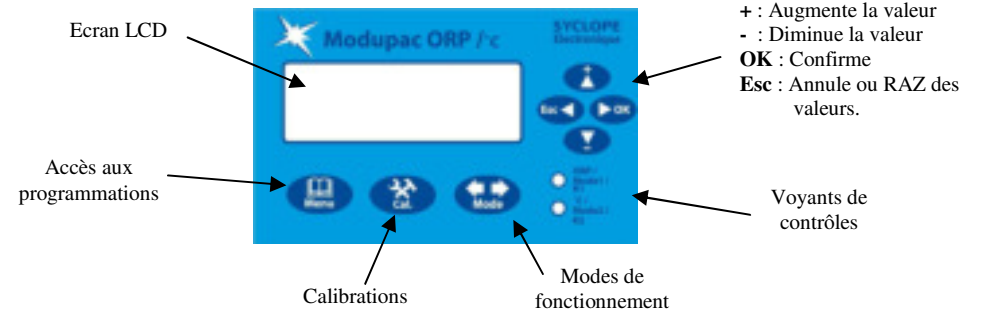 + : Augmente la valeur
- : Diminue la valeur
OK : Confirme
Esc : Annule ou RAZ des
valeurs.
Ecran LCD
Modupac ORP /°c
SYCLOPE
Electronique
+
Esc
OK
-
Accès aux
programmations
Menu
Cal.
Mode
Voyants de
contrôles
Calibrations
Modes de
fonctionnement